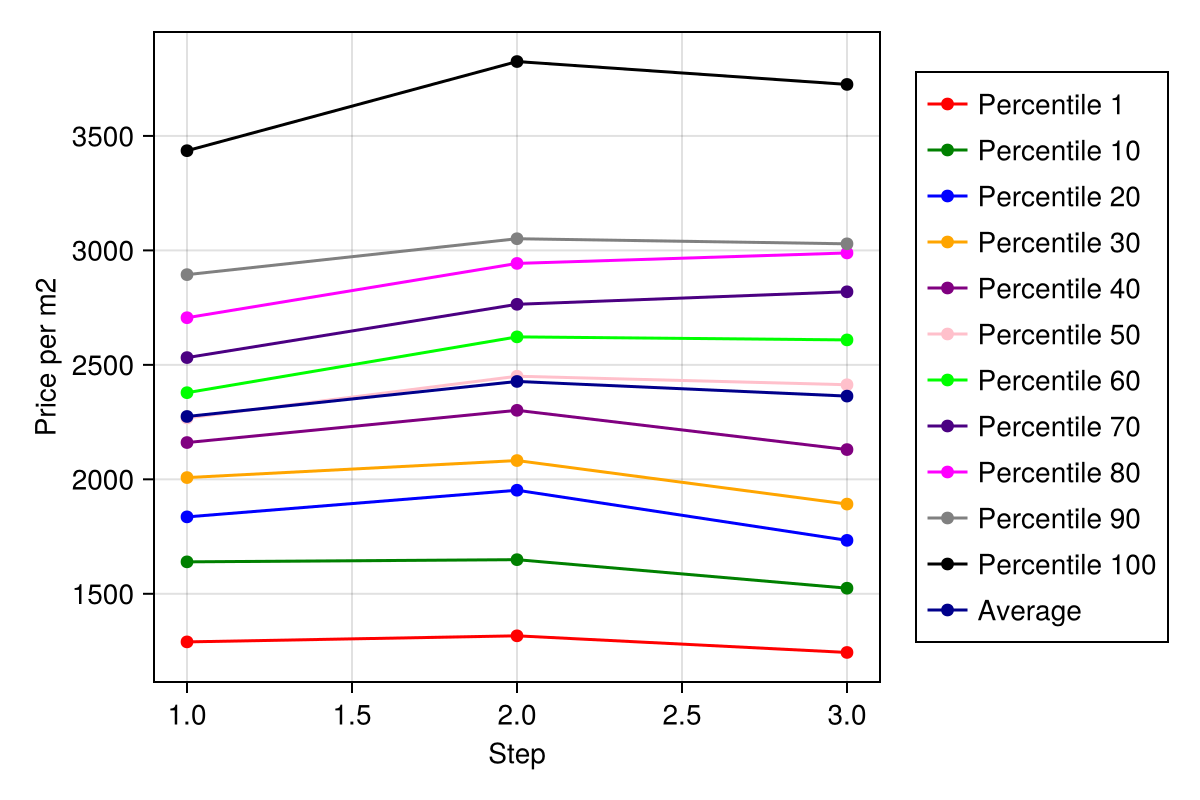 3500
3000
2500
2000
1500
Price per m2
1.0 1.5 2.0 2.5 3.0
Step
Percentile 1
Percentile 10
Percentile 20
Percentile 30
Percentile 40
Percentile 50
Percentile 60
Percentile 70
Percentile 80
Percentile 90
Percentile 100
Average